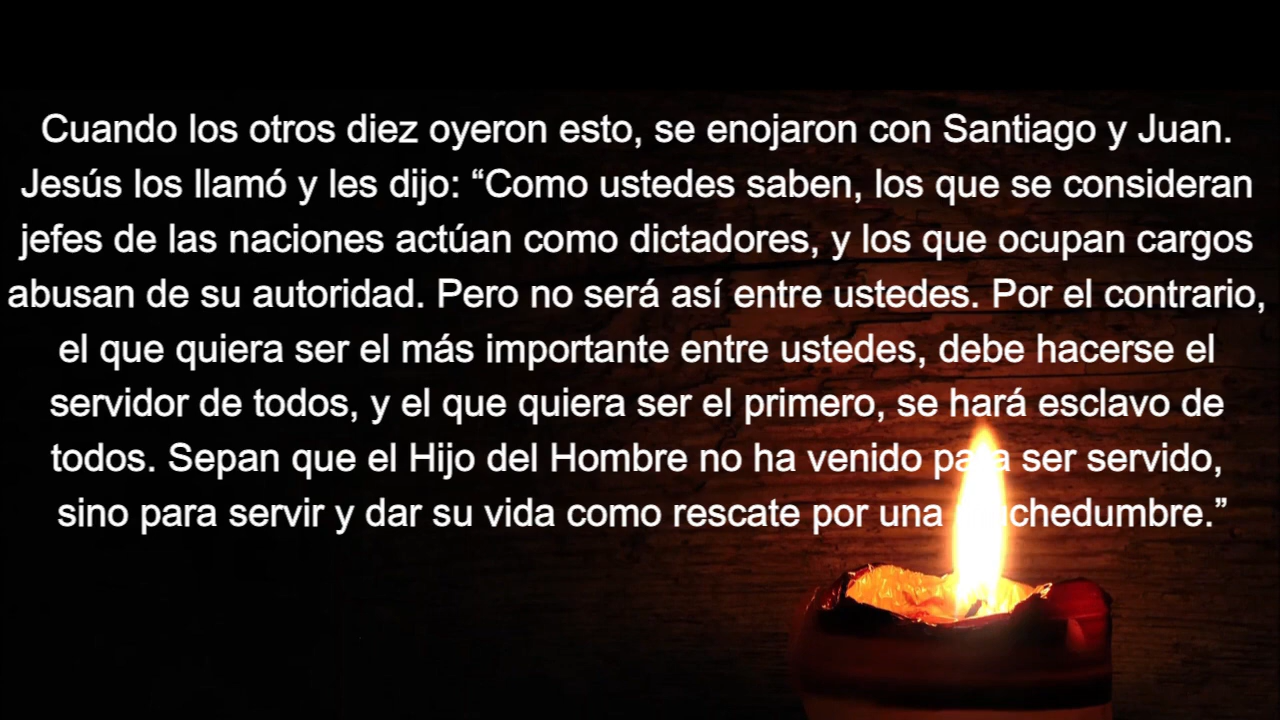 Cuando los otros diez oyeron esto, se enojaron con Santiago y Juan.
Jesús los llamó y les dijo: “Como ustedes saben, los que se consideran
jefes de las naciones actúan como dictadores, y los que ocupan cargos
abusan de su autoridad. Pero no será así entre ustedes. Por el contrario,
el que quiera ser el más importante entre ustedes, debe hacerse el
servidor de todos, y el que quiera ser el primero, se hará esclavo de
todos. Sepan que el Hijo del Hombre no ha venido para ser servido,
sino para servir y dar su vida como rescate por una muchedumbre.”